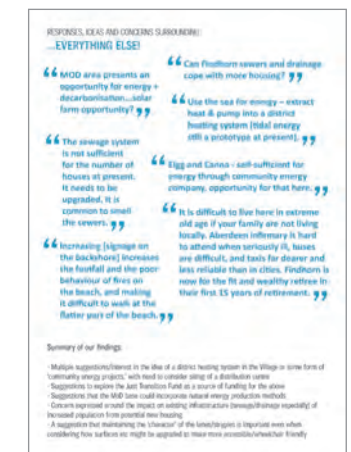 RESPONSES, IDEAS AND CONCERNS SURROUNDING:
...EVERYTHING ELSE!
MOD area presents an
opportunity for energy +
decarbonisation...solar
farm opportunity?
Can findhorn sewers and drainage
cope with more housing?
Use the sea for energy – extract
heat & pump into a district
heating system [tidal energy
still a prototype at present].
The sewage system
is not sufficient
for the number of
houses at present.
It needs to be
upgraded. It is
common to smell
the sewers.
Eigg and Canna - self-sufficient for
energy through community energy
company, opportunity for that here.
Increasing [signage on
the backshore] increases
the footfall and the poor
behaviour of fires on
the beach, and making
it difficult to walk at the
flatter part of the beach.
It is difficult to live here in extreme
old age if your family are not living
locally. Aberdeen infirmary is hard
to attend when seriously ill, buses
are difficult, and taxis far dearer and
less reliable than in cities. Findhorn is
now for the fit and wealthy retiree in
their first 15 years of retirement.
Summary of our findings:
- Multiple suggestions/interest in the idea of a district heating system in the Village or some form of
'community energy projects' with need to consider siting of a distribution centre
- Suggestions to explore the Just Transition Fund as a source of funding for the above
- Suggestions that the MoD base could incorporate natural energy production methods
- Concern expressed around the impact on existing infrastructure (sewage/drainage especially) of
increased population from potential new housing
- A suggestion that maintaining the 'character' of the lanes/singles is important even when
considering how surfaces etc might be upgraded to make more accessible/wheelchair friendly